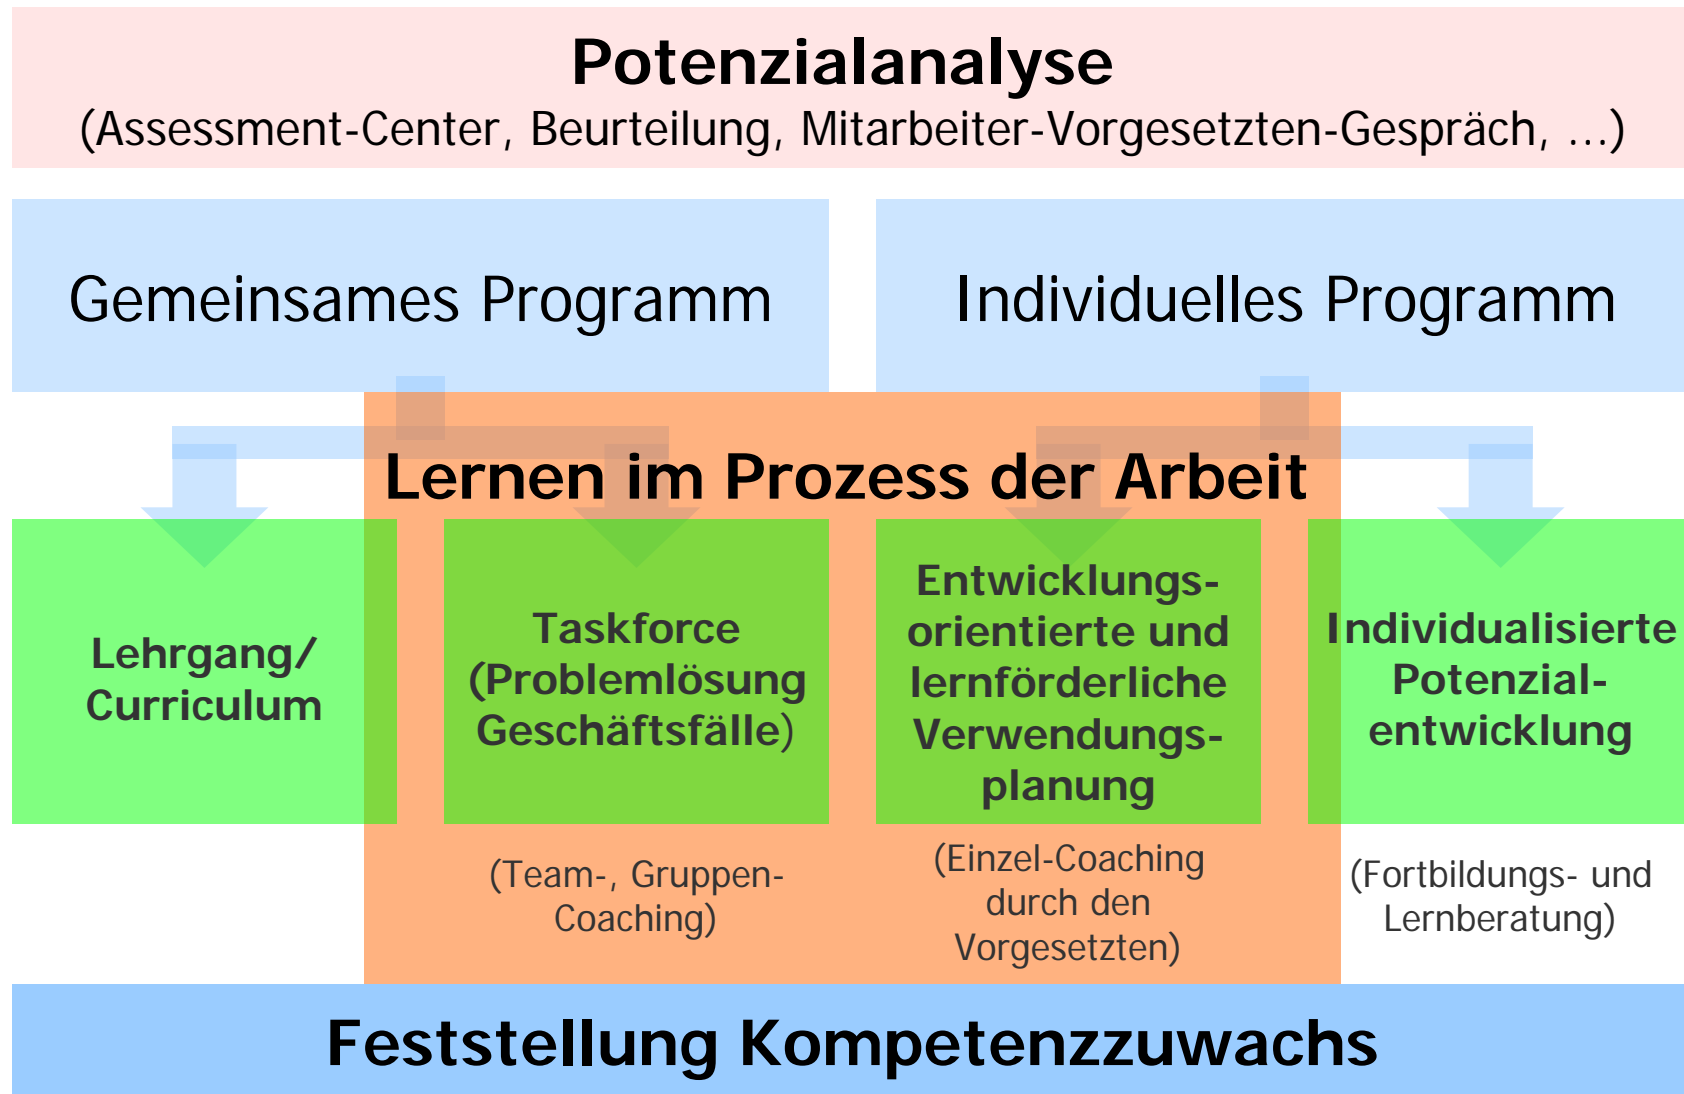 Potenzialanalyse
(Assessment-Center, Beurteilung, Mitarbeiter-Vorgesetzten-Gespräch, ...)
Gemeinsames Programm
Individuelles Programm
Lernen im Prozess der Arbeit
Lehrgang/
Curriculum
Taskforce
(Problemlösung
Geschäftsfälle)
Entwicklungs-
orientierte und
lernförderliche
Verwendungs-
planung
Individualisierte
Potenzial-
entwicklung
(Team-, Gruppen-
Coaching)
(Einzel-Coaching
durch den
Vorgesetzten)
(Fortbildungs- und
Lernberatung)
Feststellung Kompetenzzuwachs